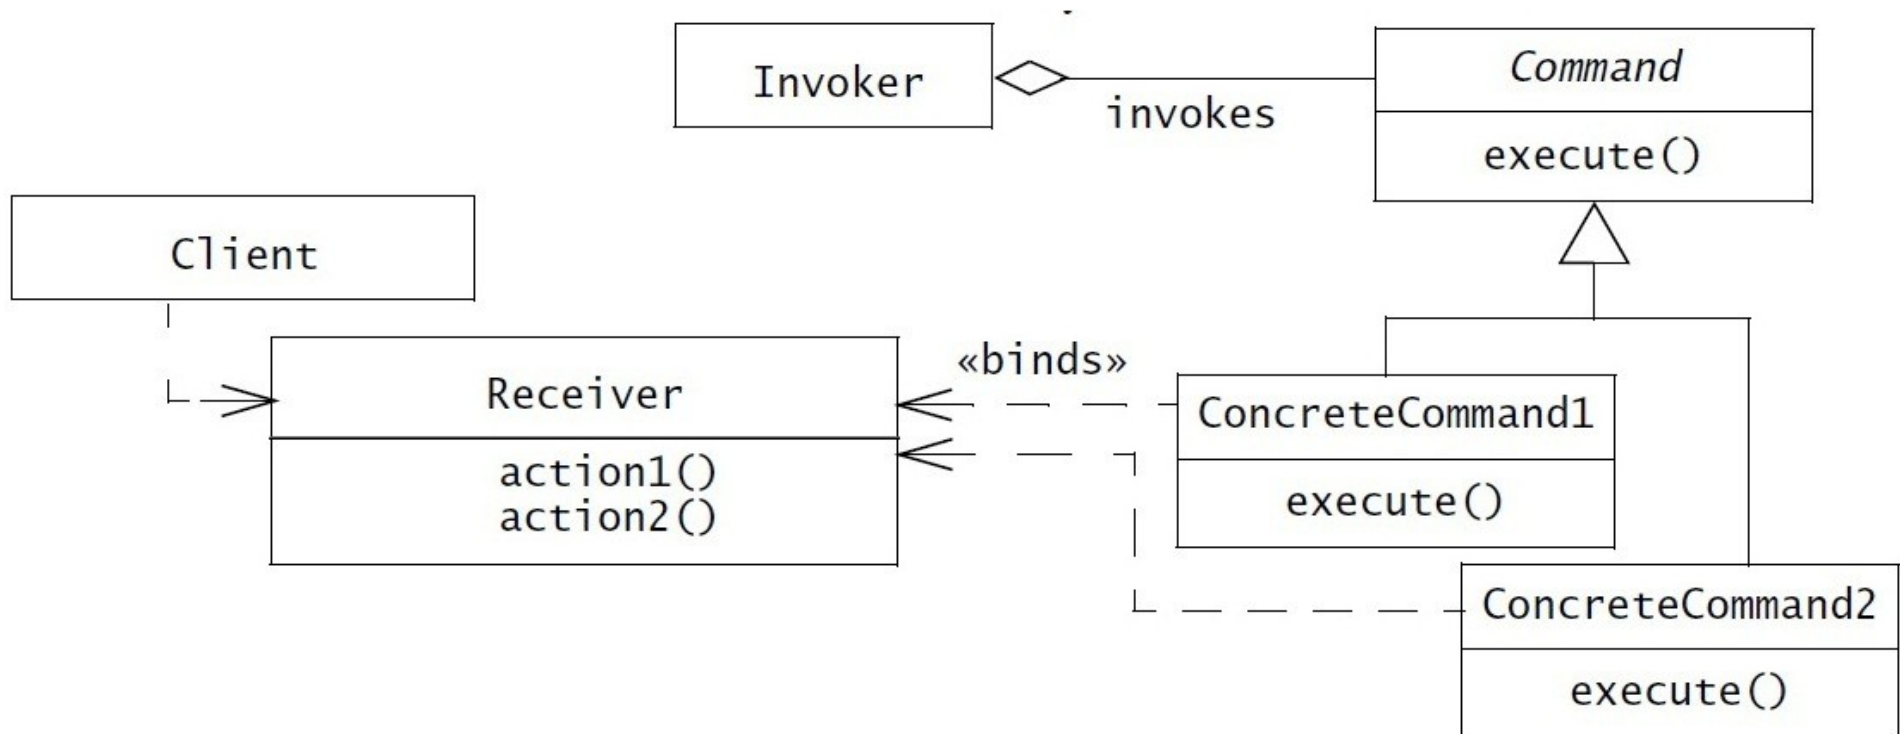 Invoker
invokes
Command
execute()
Client
Receiver
action1()
action2()
«binds»
ConcreteCommand1
execute()
ConcreteCommand2
execute()